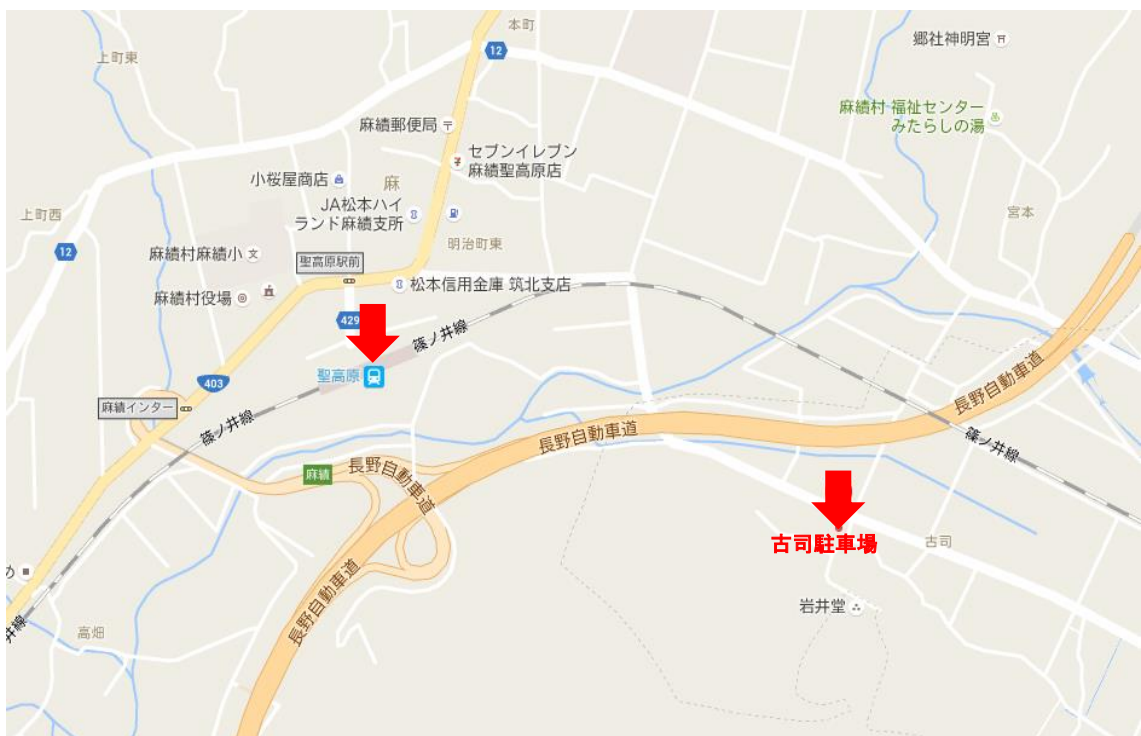 本町
12
郷社神明宮
上町東
麻績村 福祉センター
みたらしの湯
麻績郵便局
〒
セブンイレブン
麻績聖高原店
小桜屋商店
麻
JA松本ハイ
ランド麻績支所
宮本
上町西
明治町東
12
麻績村麻績小
文
聖高原駅前
松本信用金庫 筑北支店
麻績村役場
429
篠ノ井線
聖高原
403
長野自動車道
麻績インター
篠ノ井線
長野自動車道
篠ノ井線
麻績
長野自動車道
古司駐車場
古司
め
長野自動車道
岩井堂
井線
高畑